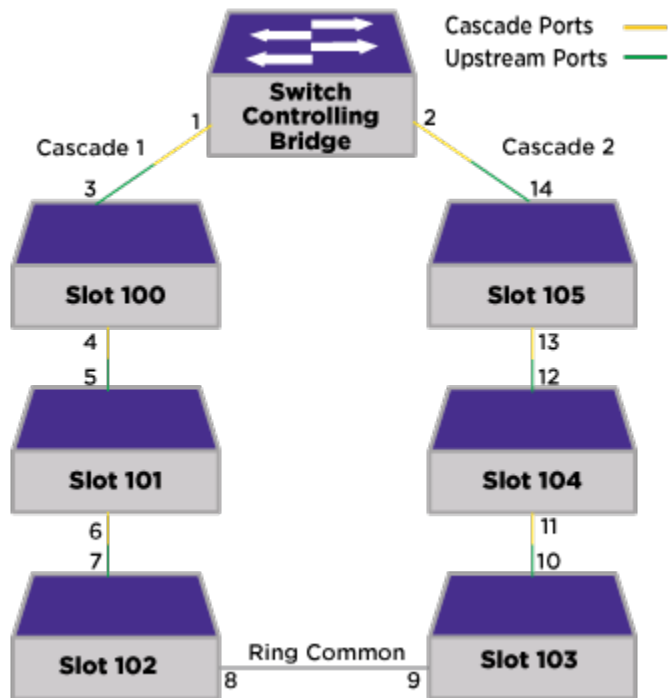 Cascade Ports
Upstream Ports
Switch
Controlling
Bridge
1
2
Cascade 1
Cascade 2
3
14
Slot 100
Slot 105
4
13
5
12
Slot 101
Slot 104
6
11
7
10
Slot 102
Ring Common
Slot 103
8
9